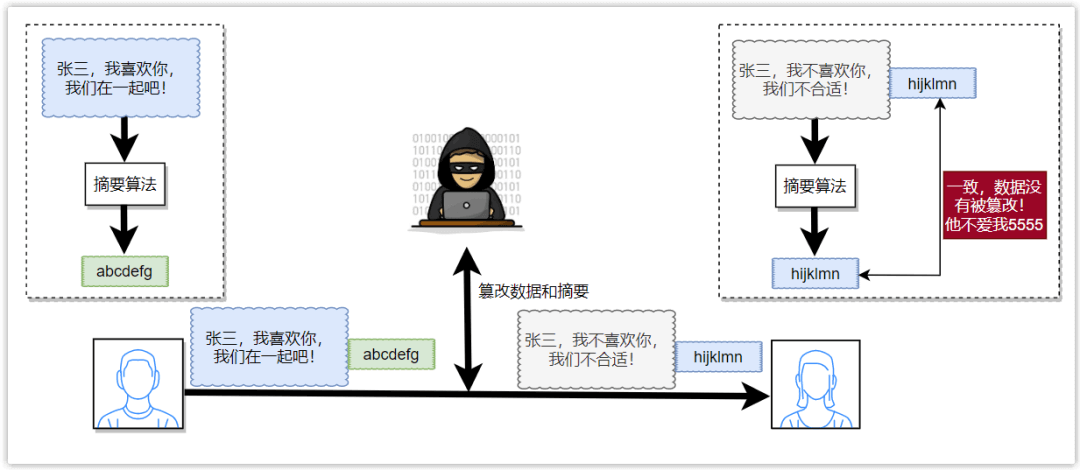 张三，我喜欢你，
我们在一起吧！
摘要算法
abcdefg
张三，我不喜欢你，
我们不合适！
hijklmn
摘要算法
hijklmn
一致，数据没
有被篡改！
他不爱我5555
篡改数据和摘要
张三，我喜欢你，
我们在一起吧！
abcdefg
张三，我不喜欢你，
我们不合适！
hijklmn